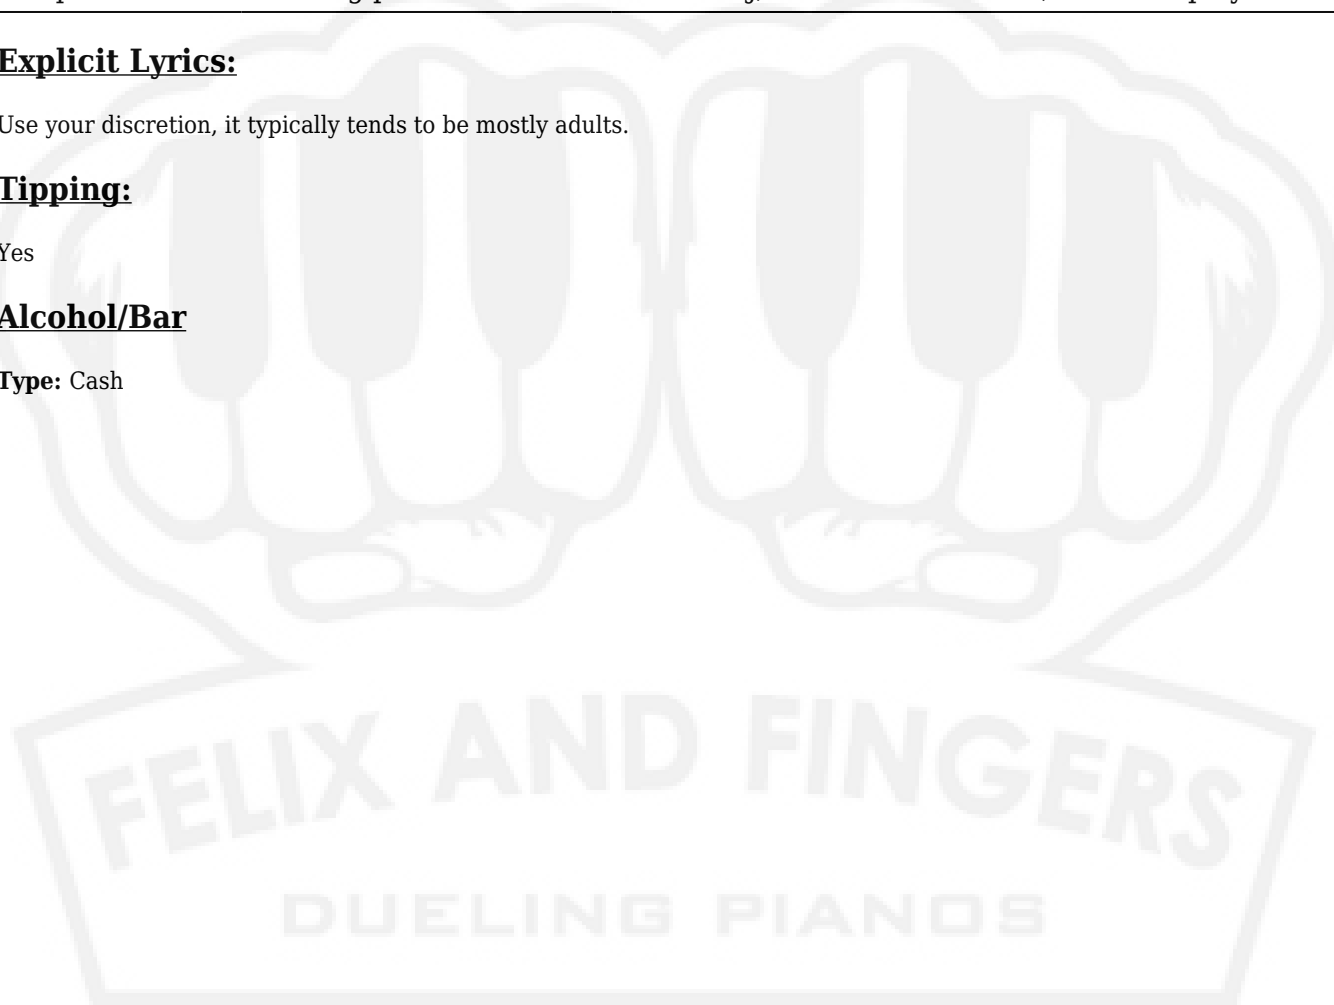 Explicit Lyrics:
Use your discretion, it typically tends to be mostly adults.
Tipping:
Yes
Alcohol/Bar
Type: Cash
FELIX AND FINGERS
DUELING PIANOS